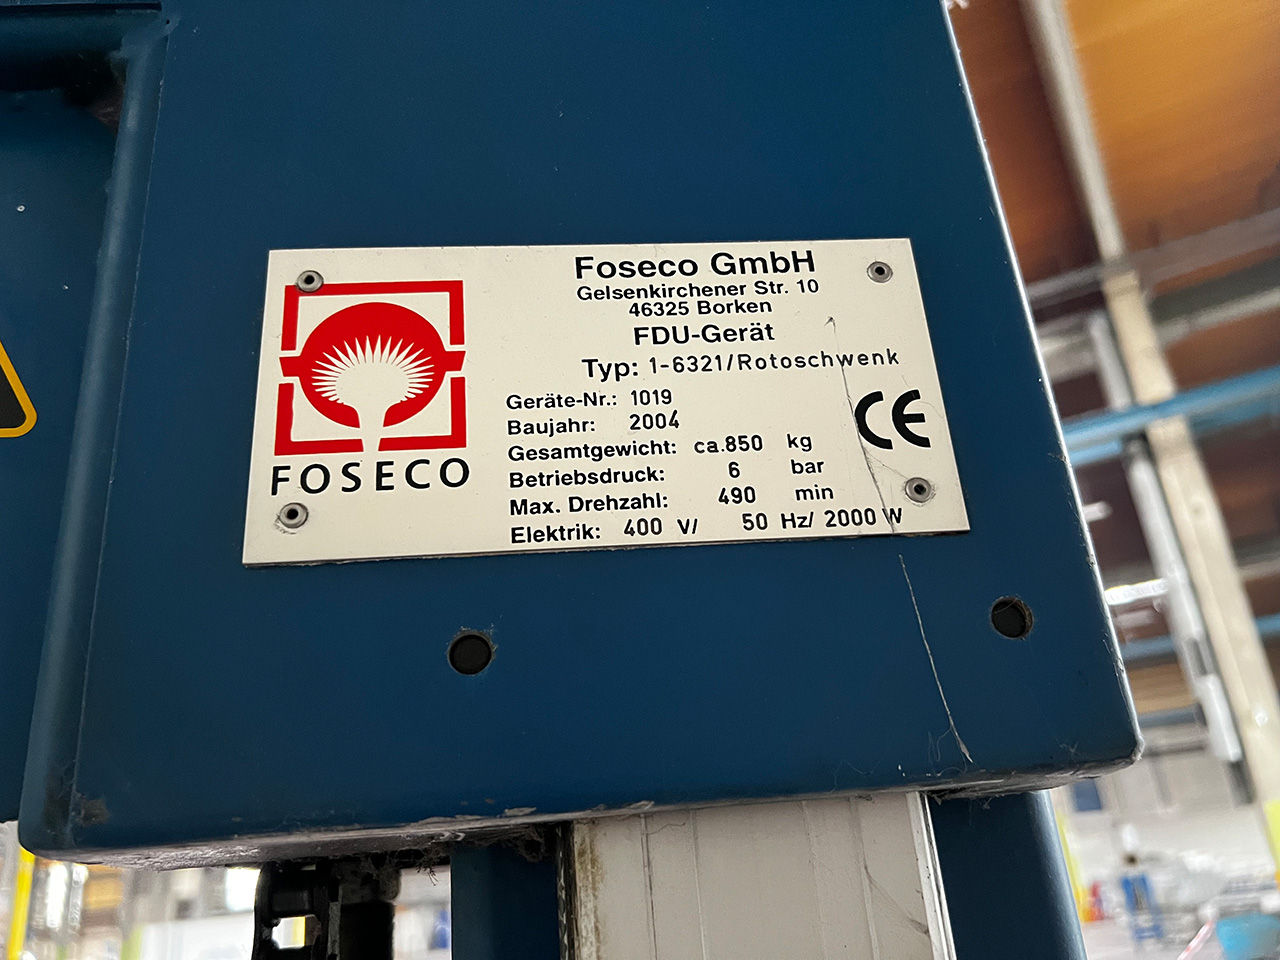 FOSECO
Foseco GmbH
Gelsenkirchener Str. 10
46325 Borken
FDU-Gerät
Typ: 1-6321/Rotoschwenk
Geräte-Nr.: 1019
Baujahr: 2004
Gesamtgewicht: ca.850 kg
Betriebsdruck: 6 bar
Max. Drehzahl: 490 min
Elektrik: 400 V/ 50 Hz/ 2000 W
CE